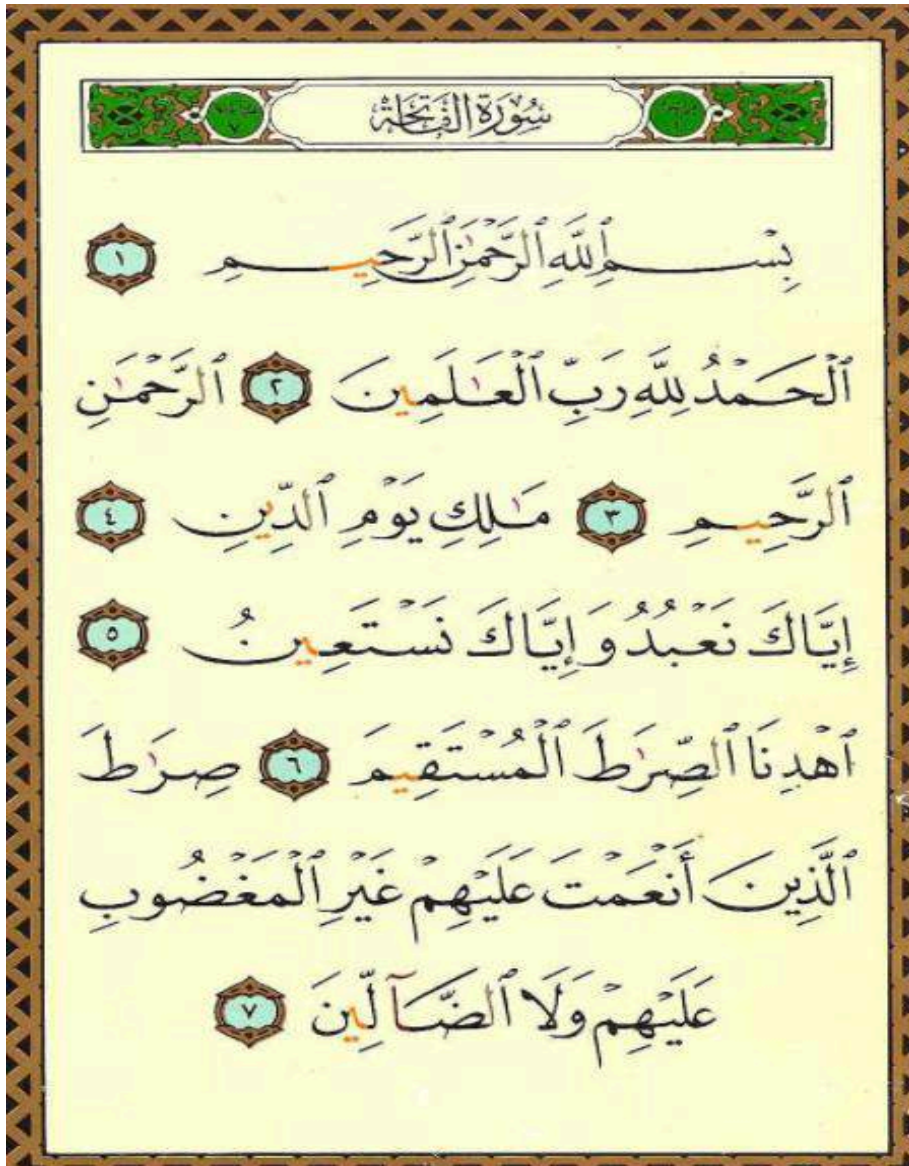 سُورَةُ الفَاتِحَةِ
بِسْمِ ٱللَّهِ ٱلرَّحْمَٰنِ ٱلرَّحِيمِ ١
ٱلْحَمْدُ لِلَّهِ رَبِّ ٱلْعَـٰلَمِينَ ٢ ٱلرَّحْمَـٰنِ
ٱلرَّحِيمِ ٣ مَـٰلِكِ يَوْمِ ٱلدِّينِ ٤
إِيَّاكَ نَعْبُدُ وَإِيَّاكَ نَسْتَعِينُ ٥
ٱهْدِنَا ٱلصِّرَٰطَ ٱلْمُسْتَقِيمَ ٦ صِرَٰطَ
ٱلَّذِينَ أَنْعَمْتَ عَلَيْهِمْ غَيْرِ ٱلْمَغْضُوبِ
عَلَيْهِمْ وَلَا ٱلضَّآلِّينَ ٧